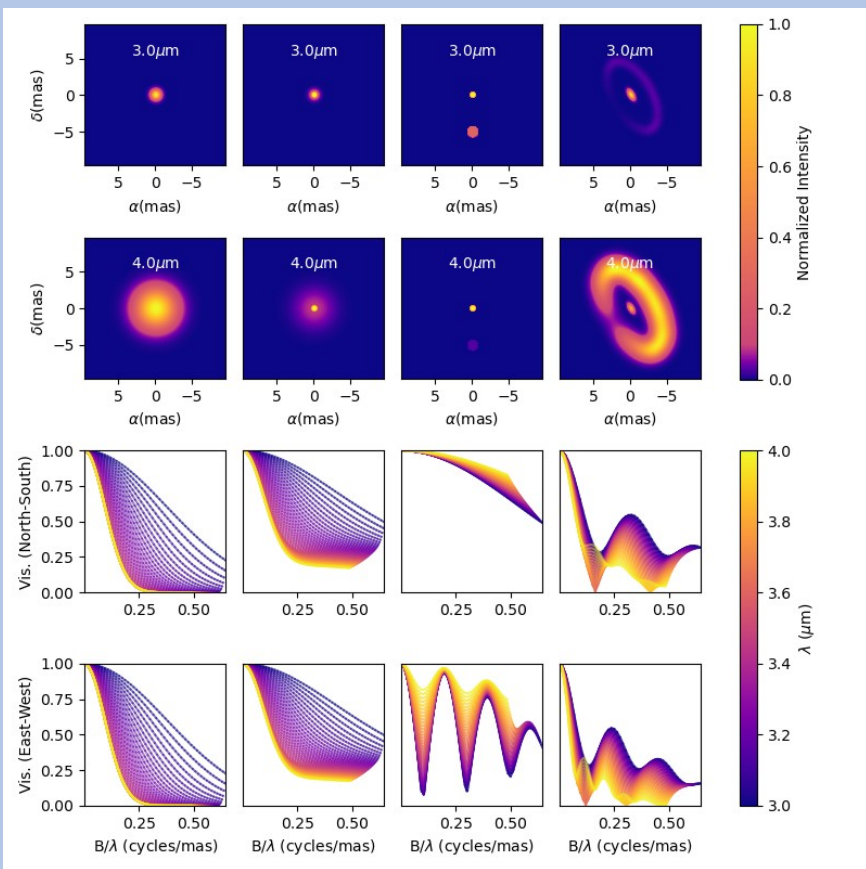 1.0
5
3.0μm
3.0μm
3.0μm
3.0μm
0
0.8
δ(mas)
−5
5 0 −5
5 0 −5
5 0 −5
5 0 −5
0.6
α(mas)
α(mas)
α(mas)
α(mas)
Normalized Intensity
0.4
5
4.0μm
4.0μm
4.0μm
4.0μm
0
0.2
δ(mas)
−5
0.0
5 0 −5
5 0 −5
5 0 −5
5 0 −5
α(mas)
α(mas)
α(mas)
α(mas)
1.00
4.0
0.75
0.50
3.8
Vis. (North-South)
0.25
0.00
3.6
0.25 0.50
0.25 0.50
0.25 0.50
0.25 0.50
λ (μm)
3.4
1.00
0.75
0.50
3.2
Vis. (East-West)
0.25
0.00
3.0
0.25 0.50
0.25 0.50
0.25 0.50
0.25 0.50
B/λ (cycles/mas)
B/λ (cycles/mas)
B/λ (cycles/mas)
B/λ (cycles/mas)